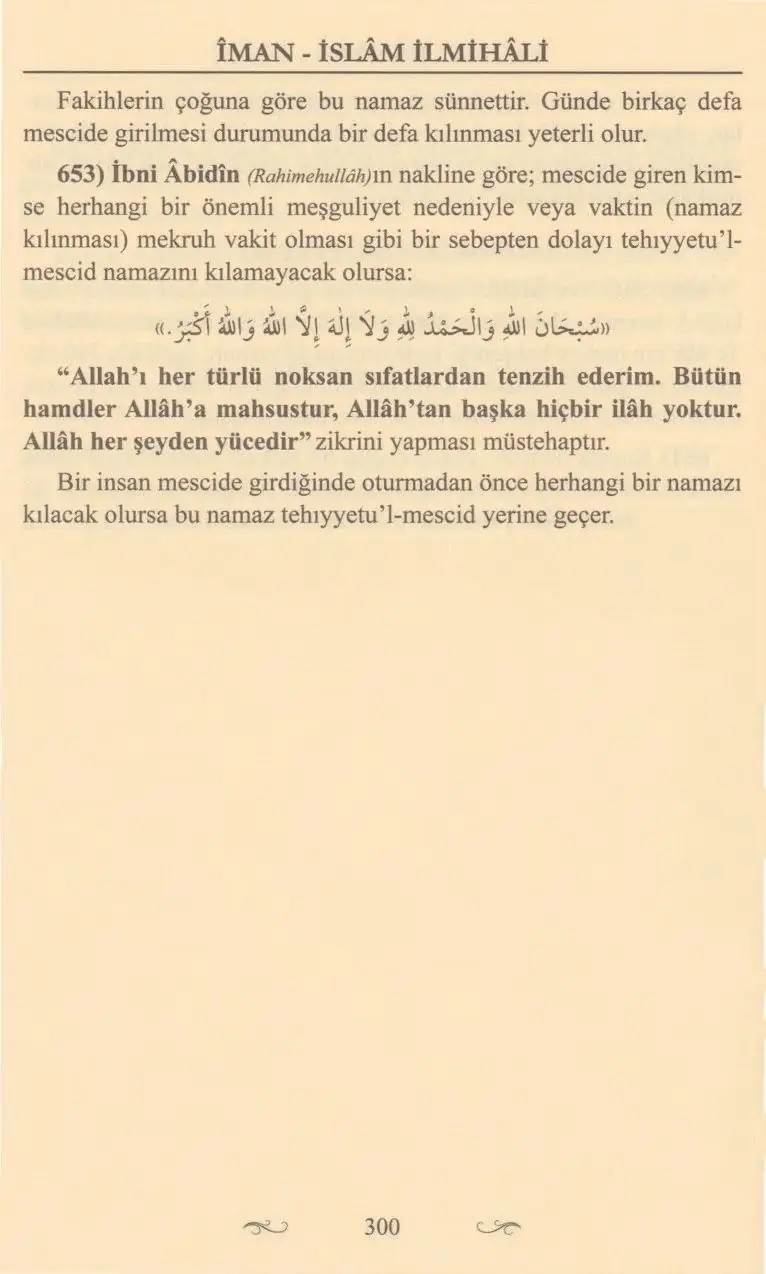 ÎMAN - İSLÂM İLMİHÂLİ
Fakihlerin çoğuna göre bu namaz sünnettir. Günde birkaç defa
mescide girilmesi durumunda bir defa kılınması yeterli olur.
653) İbni Âbidîn (Rahimehullâh)ın nakline göre; mescide giren kim-
se herhangi bir önemli meşguliyet nedeniyle veya vaktin (namaz
kılınması) mekruh vakit olması gibi bir sebepten dolayı tehıyyetu’l-
mescid namazını kılamayacak olursa:
«سُبْحَانَ اللهِ وَالْحَمْدُ لِلهِ وَلَا إِلٰهَ إِلَّا اللهُ وَاللهُ أَكْبَرُ.»
“Allah’ı her türlü noksan sıfatlardan tenzih ederim. Bütün
hamdler Allâh’a mahsustur, Allâh’tan başka hiçbir ilâh yoktur.
Allâh her şeyden yücedir” zikrini yapması müstehaptır.
Bir insan mescide girdiğinde oturmadan önce herhangi bir namazı
kılacak olursa bu namaz tehıyyetu’l-mescid yerine geçer.
300